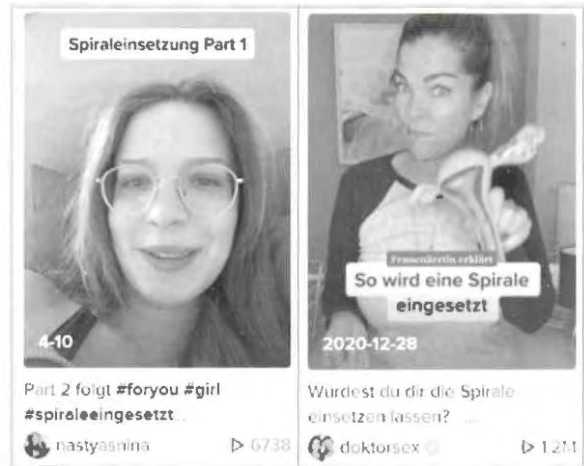 Spiraleinsetzung Part 1
4-10
Part 2 folgt #foryou #girl
#spiraleeingesetzt...
nastyasnina
6738
Frauenärztin erklärt
So wird eine Spirale
eingesetzt
2020-12-28
Wurdest du dir die Spirale
einsetzen lassen? ...
doktorsex
1.2M